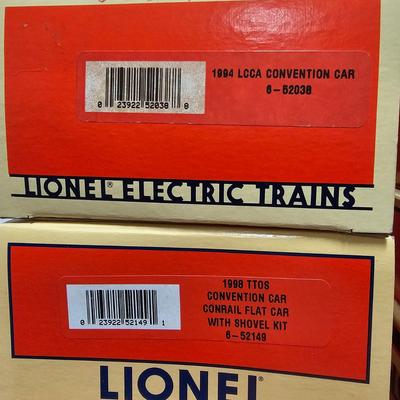 1994 LCCA CONVENTION CAR
6-52038
0 23922 52038 8
LIONEL® ELECTRIC TRAINS
1998 TTOS
CONVENTION CAR
CONRAIL FLAT CAR
WITH SHOVEL KIT
6-52149
0 23922 52149 1
LIONEL®